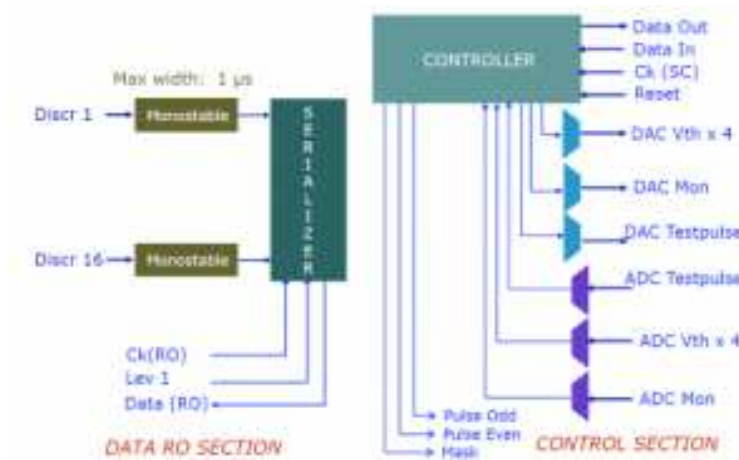 Max width: 1 µs
Discr 1
Monostable
SERIALIZER
Discr 16
Monostable
Ck(RO)
Lev 1
Data (RO)
DATA RO SECTION
CONTROLLER
Data Out
Data In
Ck (SC)
Reset
DAC Vth x 4
DAC Mon
DAC Testpulse
ADC Testpulse
ADC Vth x 4
ADC Mon
Pulse Odd
Pulse Even
Mask
CONTROL SECTION